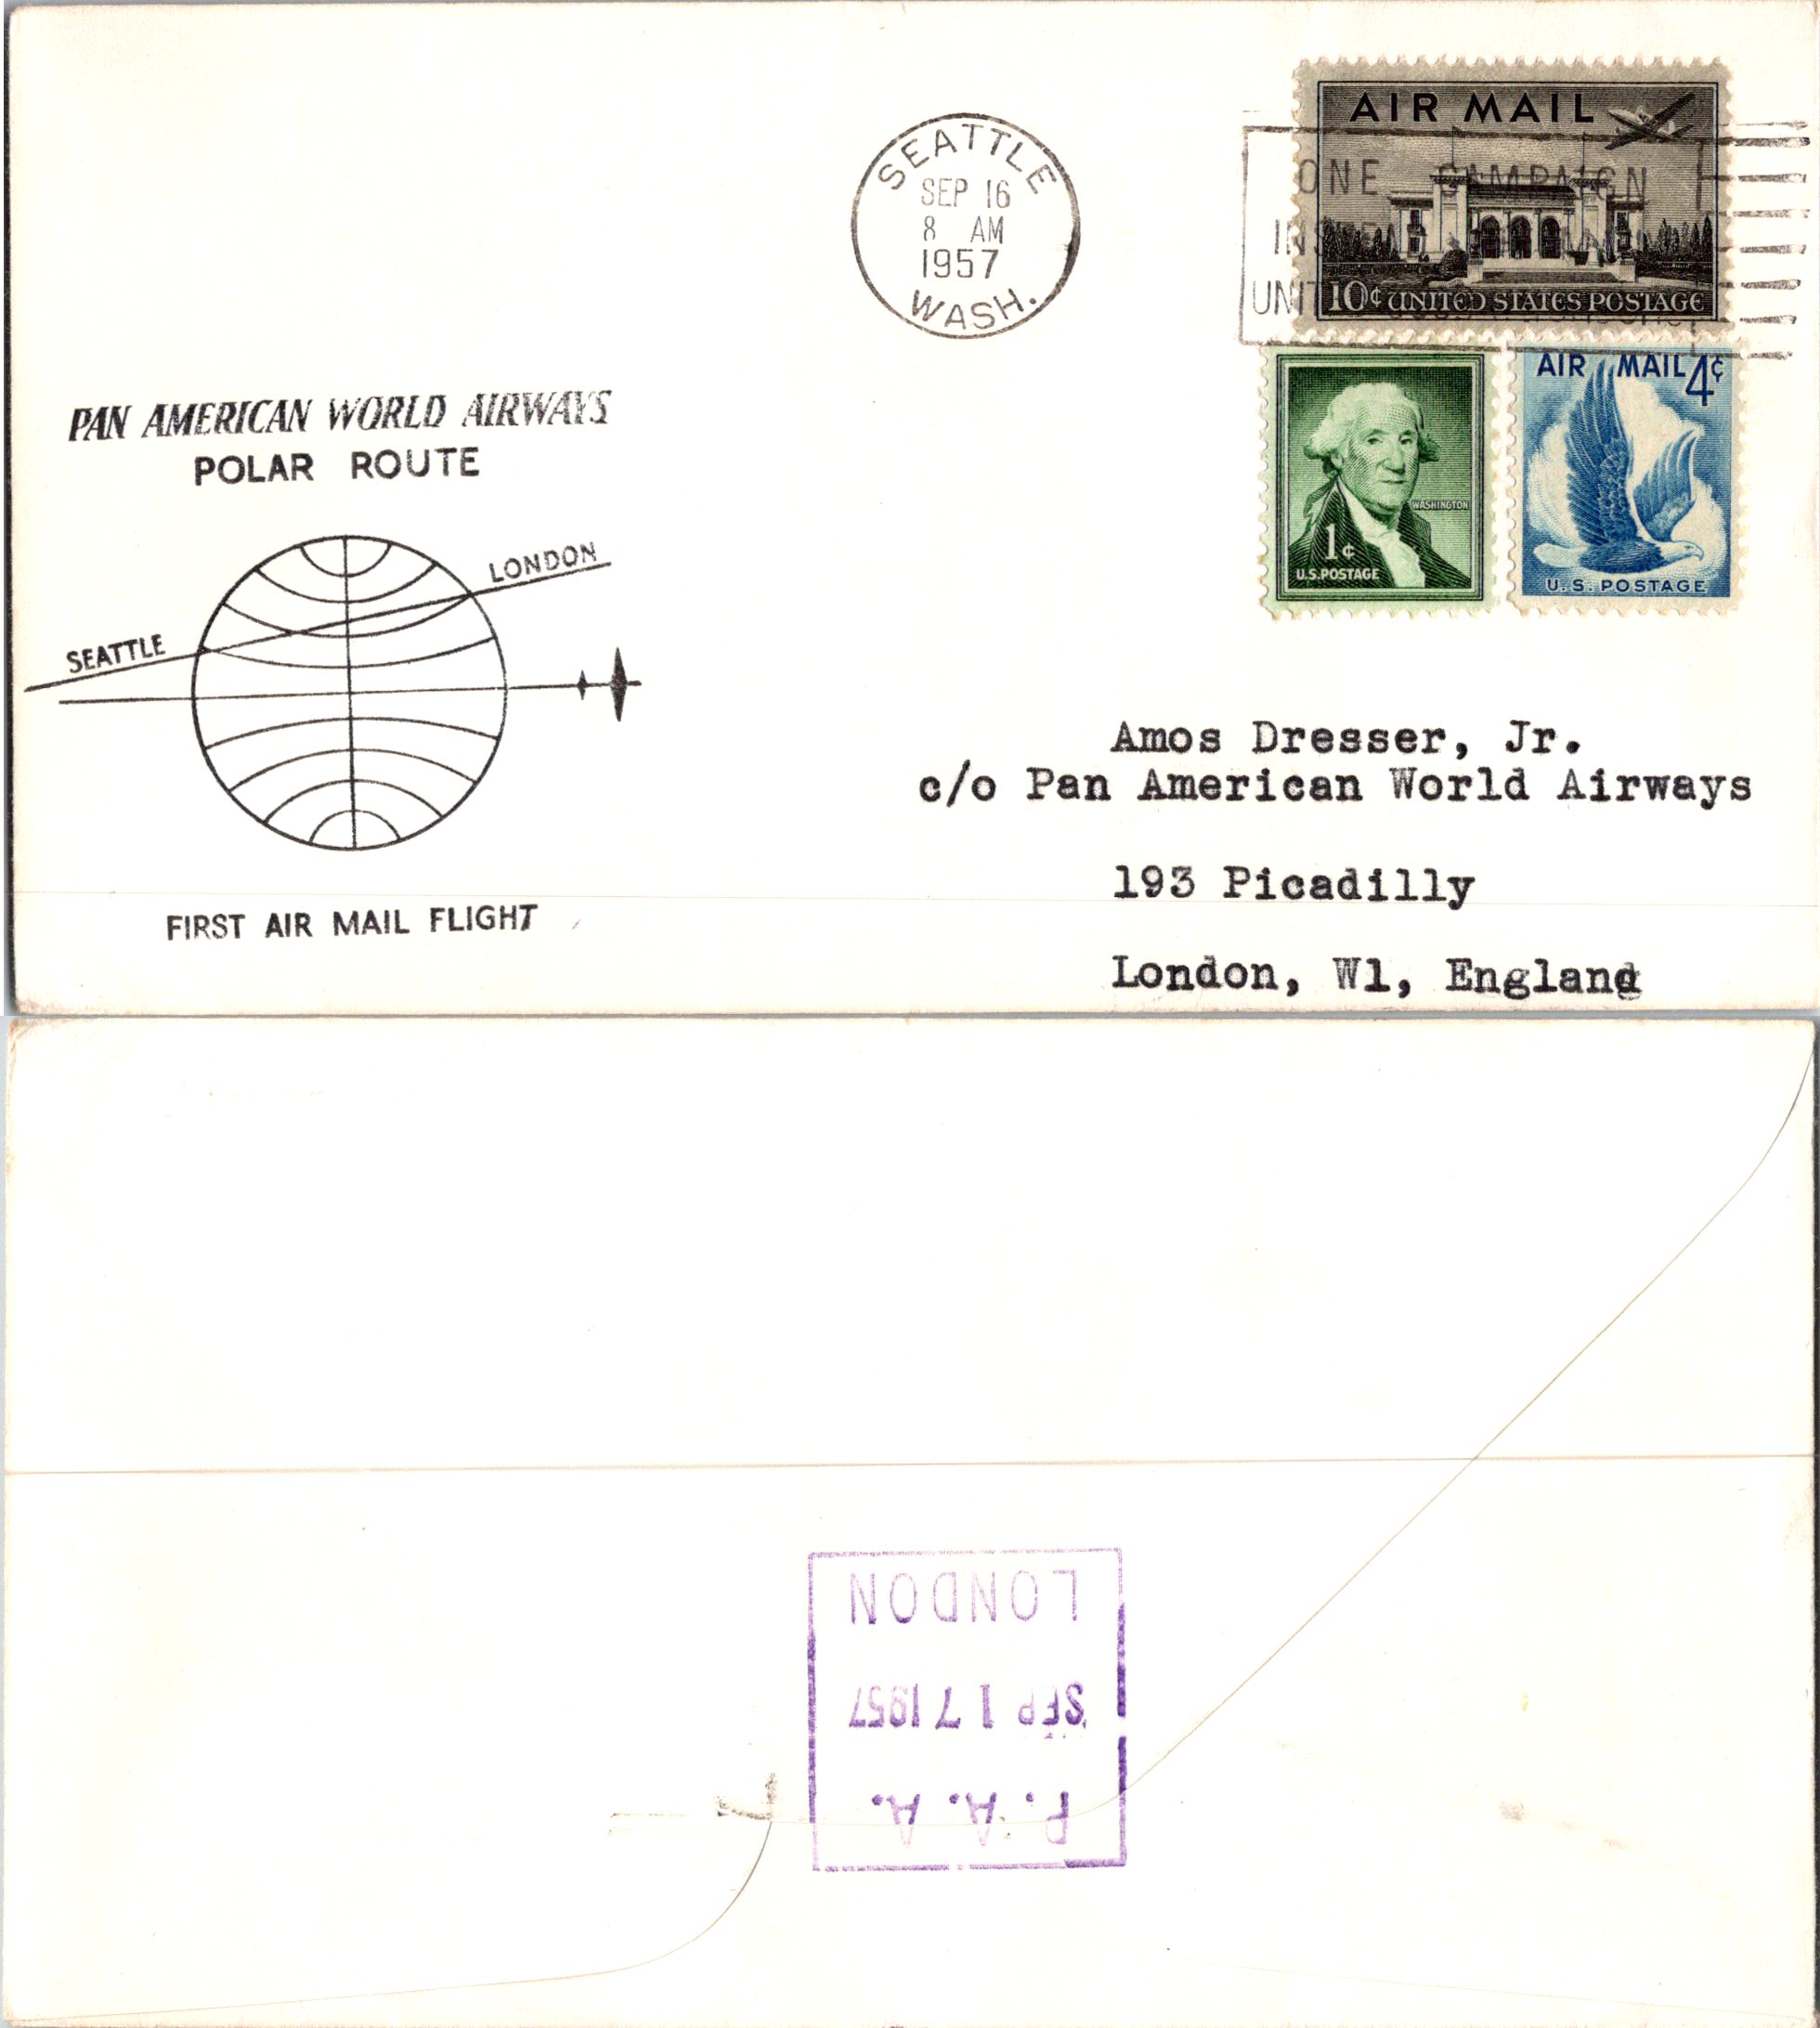 SEATTLE
SEP 16
8 AM
1957
WASH.
AIR MAIL
ONE CAMPAIGN
10¢ UNITED STATES POSTAGE
WASHINGTON
1¢
U.S. POSTAGE
AIR MAIL 4¢
U.S. POSTAGE
PAN AMERICAN WORLD AIRWAYS
POLAR ROUTE
LONDON
SEATTLE
FIRST AIR MAIL FLIGHT
Amos Dresser, Jr.
c/o Pan American World Airways
193 Picadilly
London, W1, England
P. A. A.
SEP 17 1957
LONDON